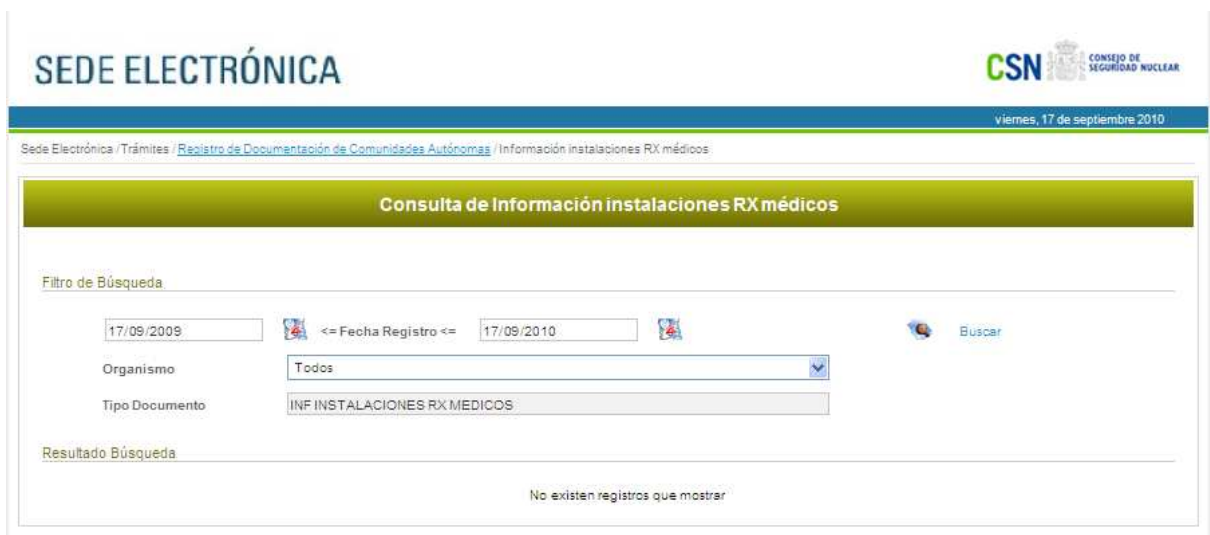 SEDE ELECTRÓNICA
CSN CONSEJO DE SEGURIDAD NUCLEAR
viernes, 17 de septiembre 2010
Sede Electrónica / Trámites / Registro de Documentación de Comunidades Autónomas / Información instalaciones RX médicos
Consulta de Información instalaciones RX médicos
Filtro de Búsqueda
17/09/2009 <= Fecha Registro <= 17/09/2010 Buscar
Organismo Todos
Tipo Documento INF INSTALACIONES RX MEDICOS
Resultado Búsqueda
No existen registros que mostrar